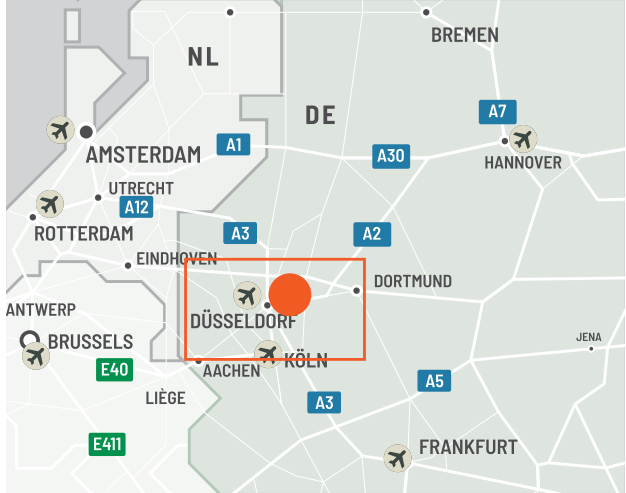 BREMEN
NL
DE
A7
A1
AMSTERDAM
A30
HANNOVER
UTRECHT
A12
ROTTERDAM
A3
A2
EINDHOVEN
DORTMUND
ANTWERP
DÜSSELDORF
BRUSSELS
JENA
KÖLN
E40
AACHEN
A5
LIÈGE
A3
E411
FRANKFURT